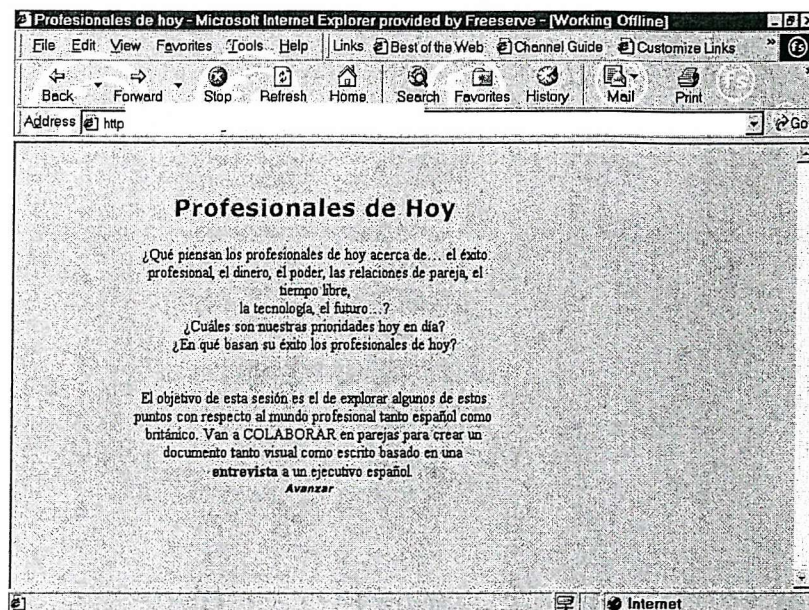 Profesionales de hoy - Microsoft Internet Explorer provided by Freeserve - [Working Offline]
File Edit View Favorites Tools Help Links Best of the Web Channel Guide Customize Links »
Back Forward Stop Refresh Home Search Favorites History Mail Print
Address http Go
Profesionales de Hoy
¿Qué piensan los profesionales de hoy acerca de... el éxito
profesional, el dinero, el poder, las relaciones de pareja, el
tiempo libre,
la tecnología, el futuro...?
¿Cuáles son nuestras prioridades hoy en día?
¿En qué basan su éxito los profesionales de hoy?
El objetivo de esta sesión es el de explorar algunos de estos
puntos con respecto al mundo profesional tanto español como
británico. Van a COLABORAR en parejas para crear un
documento tanto visual como escrito basado en una
entrevista a un ejecutivo español.
Avanzar
Internet